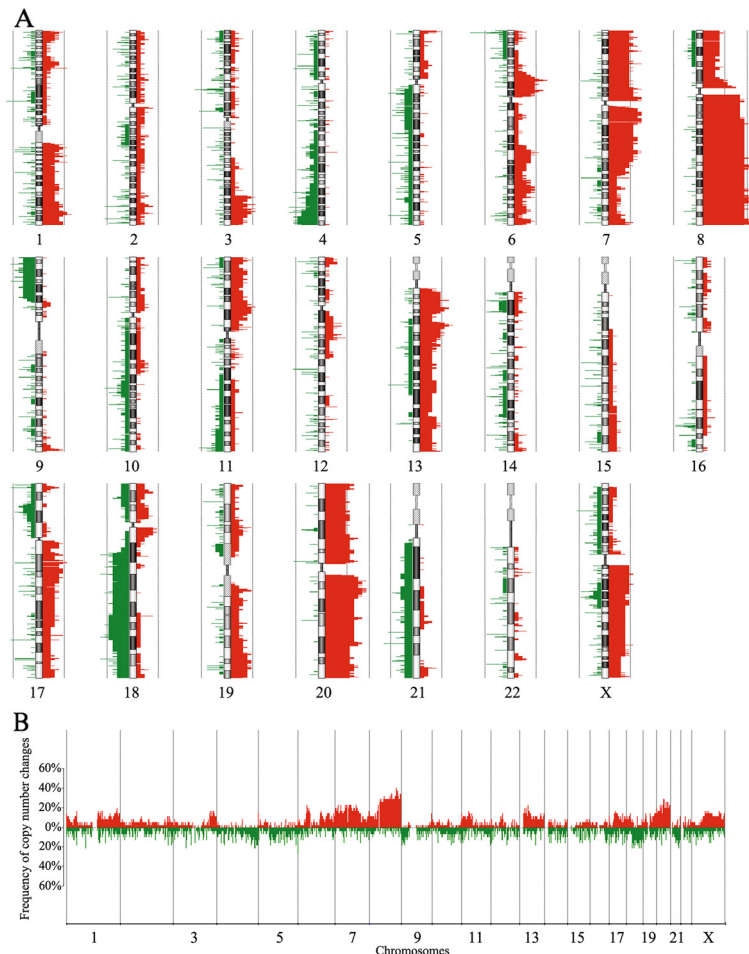 A
1 2 3 4 5 6 7 8
9 10 11 12 13 14 15 16
17 18 19 20 21 22 X
B
Frequency of copy number changes
60%
40%
20%
0%
20%
40%
60%
1 3 5 7 9 11 13 15 17 19 21 X
Chromosomes